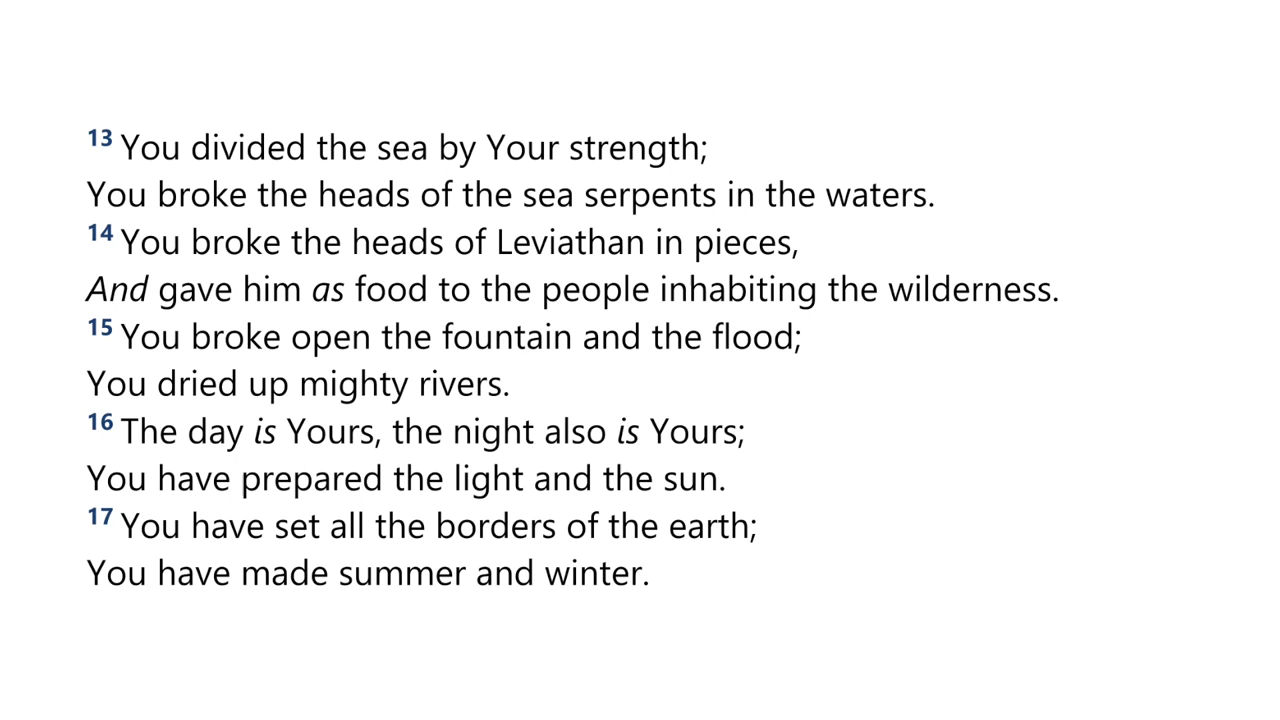 13 You divided the sea by Your strength;
You broke the heads of the sea serpents in the waters.
14 You broke the heads of Leviathan in pieces,
And gave him as food to the people inhabiting the wilderness.
15 You broke open the fountain and the flood;
You dried up mighty rivers.
16 The day is Yours, the night also is Yours;
You have prepared the light and the sun.
17 You have set all the borders of the earth;
You have made summer and winter.